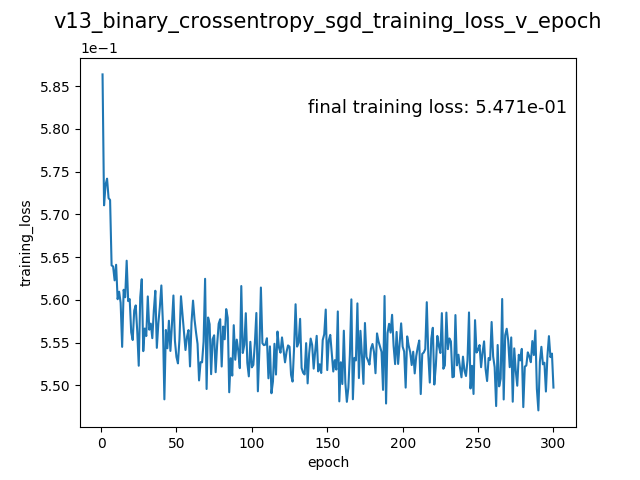 v13_binary_crossentropy_sgd_training_loss_v_epoch
1e−1
final training loss: 5.471e-01
5.85
5.80
5.75
5.70
5.65
5.60
5.55
5.50
training_loss
0 50 100 150 200 250 300
epoch